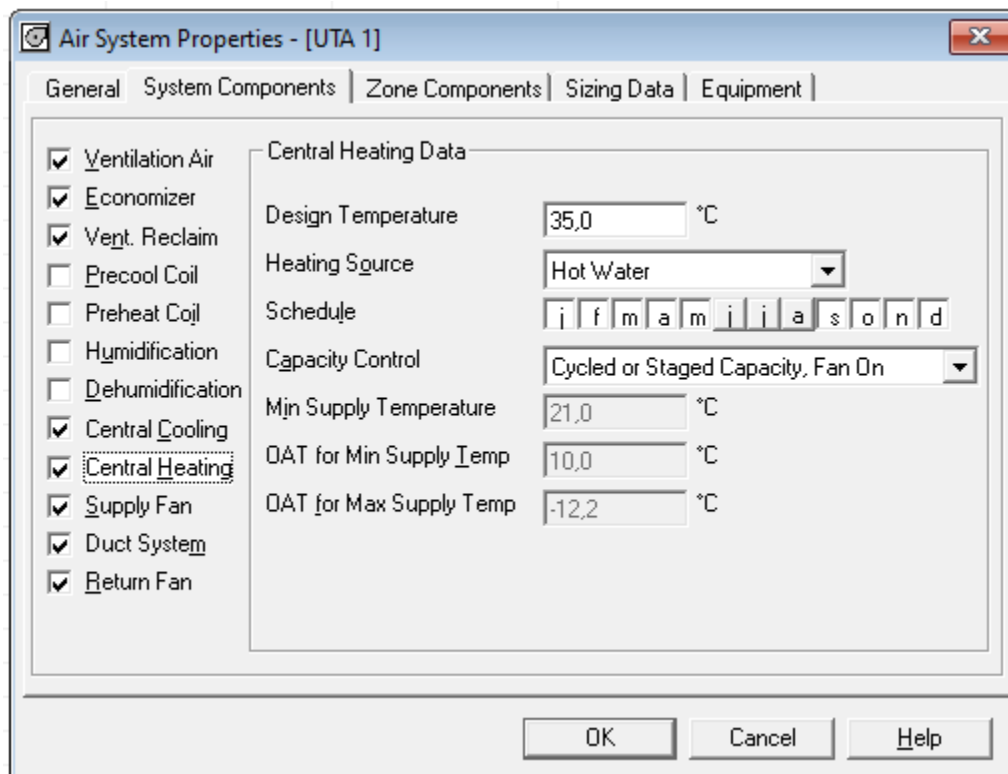 Air System Properties - [UTA 1]
General System Components Zone Components Sizing Data Equipment
Ventilation Air
Economizer
Vent. Reclaim
Precool Coil
Preheat Coil
Humidification
Dehumidification
Central Cooling
Central Heating
Supply Fan
Duct System
Return Fan
Central Heating Data
Design Temperature 35,0 °C
Heating Source Hot Water
Schedule j f m a m j j a s o n d
Capacity Control Cycled or Staged Capacity, Fan On
Min Supply Temperature 21,0 °C
OAT for Min Supply Temp 10,0 °C
OAT for Max Supply Temp -12,2 °C
OK Cancel Help